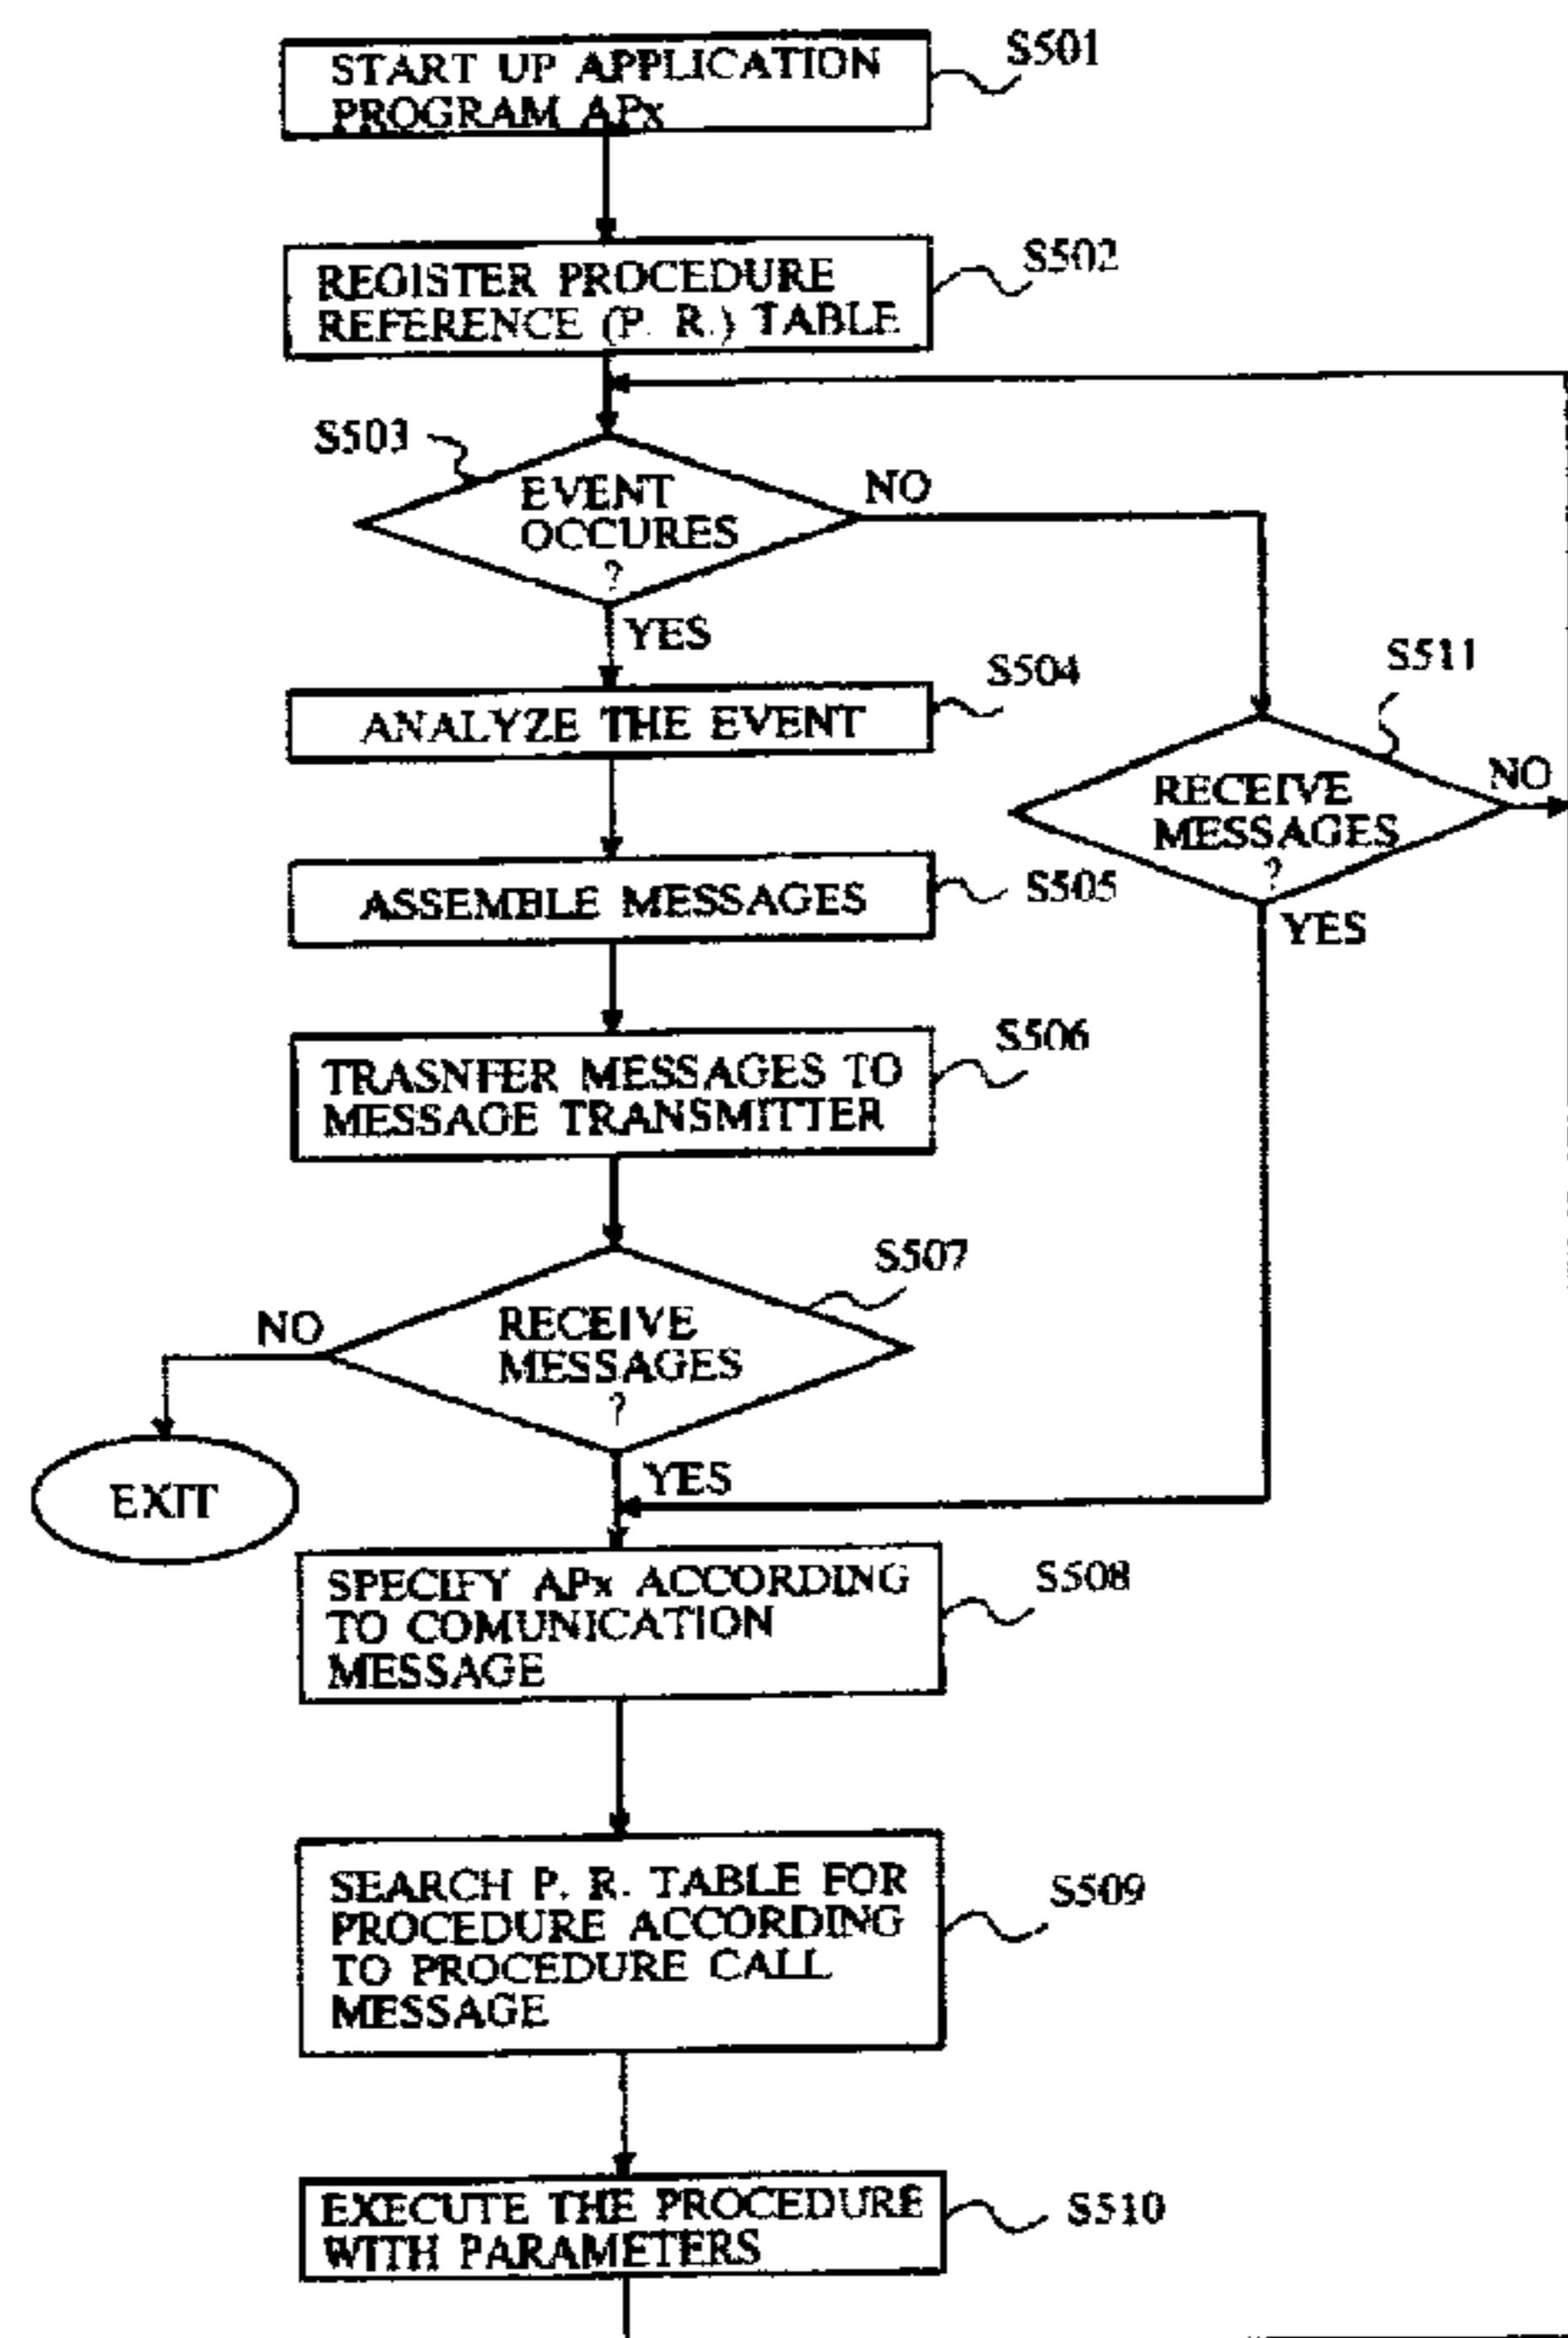 START UP APPLICATION
PROGRAM APx
S501
REGISTER PROCEDURE
REFERENCE (P. R.) TABLE
S502
S503
EVENT
OCCURES
?
NO
YES
ANALYZE THE EVENT
S504
S511
RECEIVE
MESSAGES
?
NO
YES
ASSEMBLE MESSAGES
S505
TRASNFER MESSAGES TO
MESSAGE TRANSMITTER
S506
S507
RECEIVE
MESSAGES
?
NO
EXIT
YES
SPECIFY APx ACCORDING
TO COMUNICATION
MESSAGE
S508
SEARCH P. R. TABLE FOR
PROCEDURE ACCORDING
TO PROCEDURE CALL
MESSAGE
S509
EXECUTE THE PROCEDURE
WITH PARAMETERS
S510